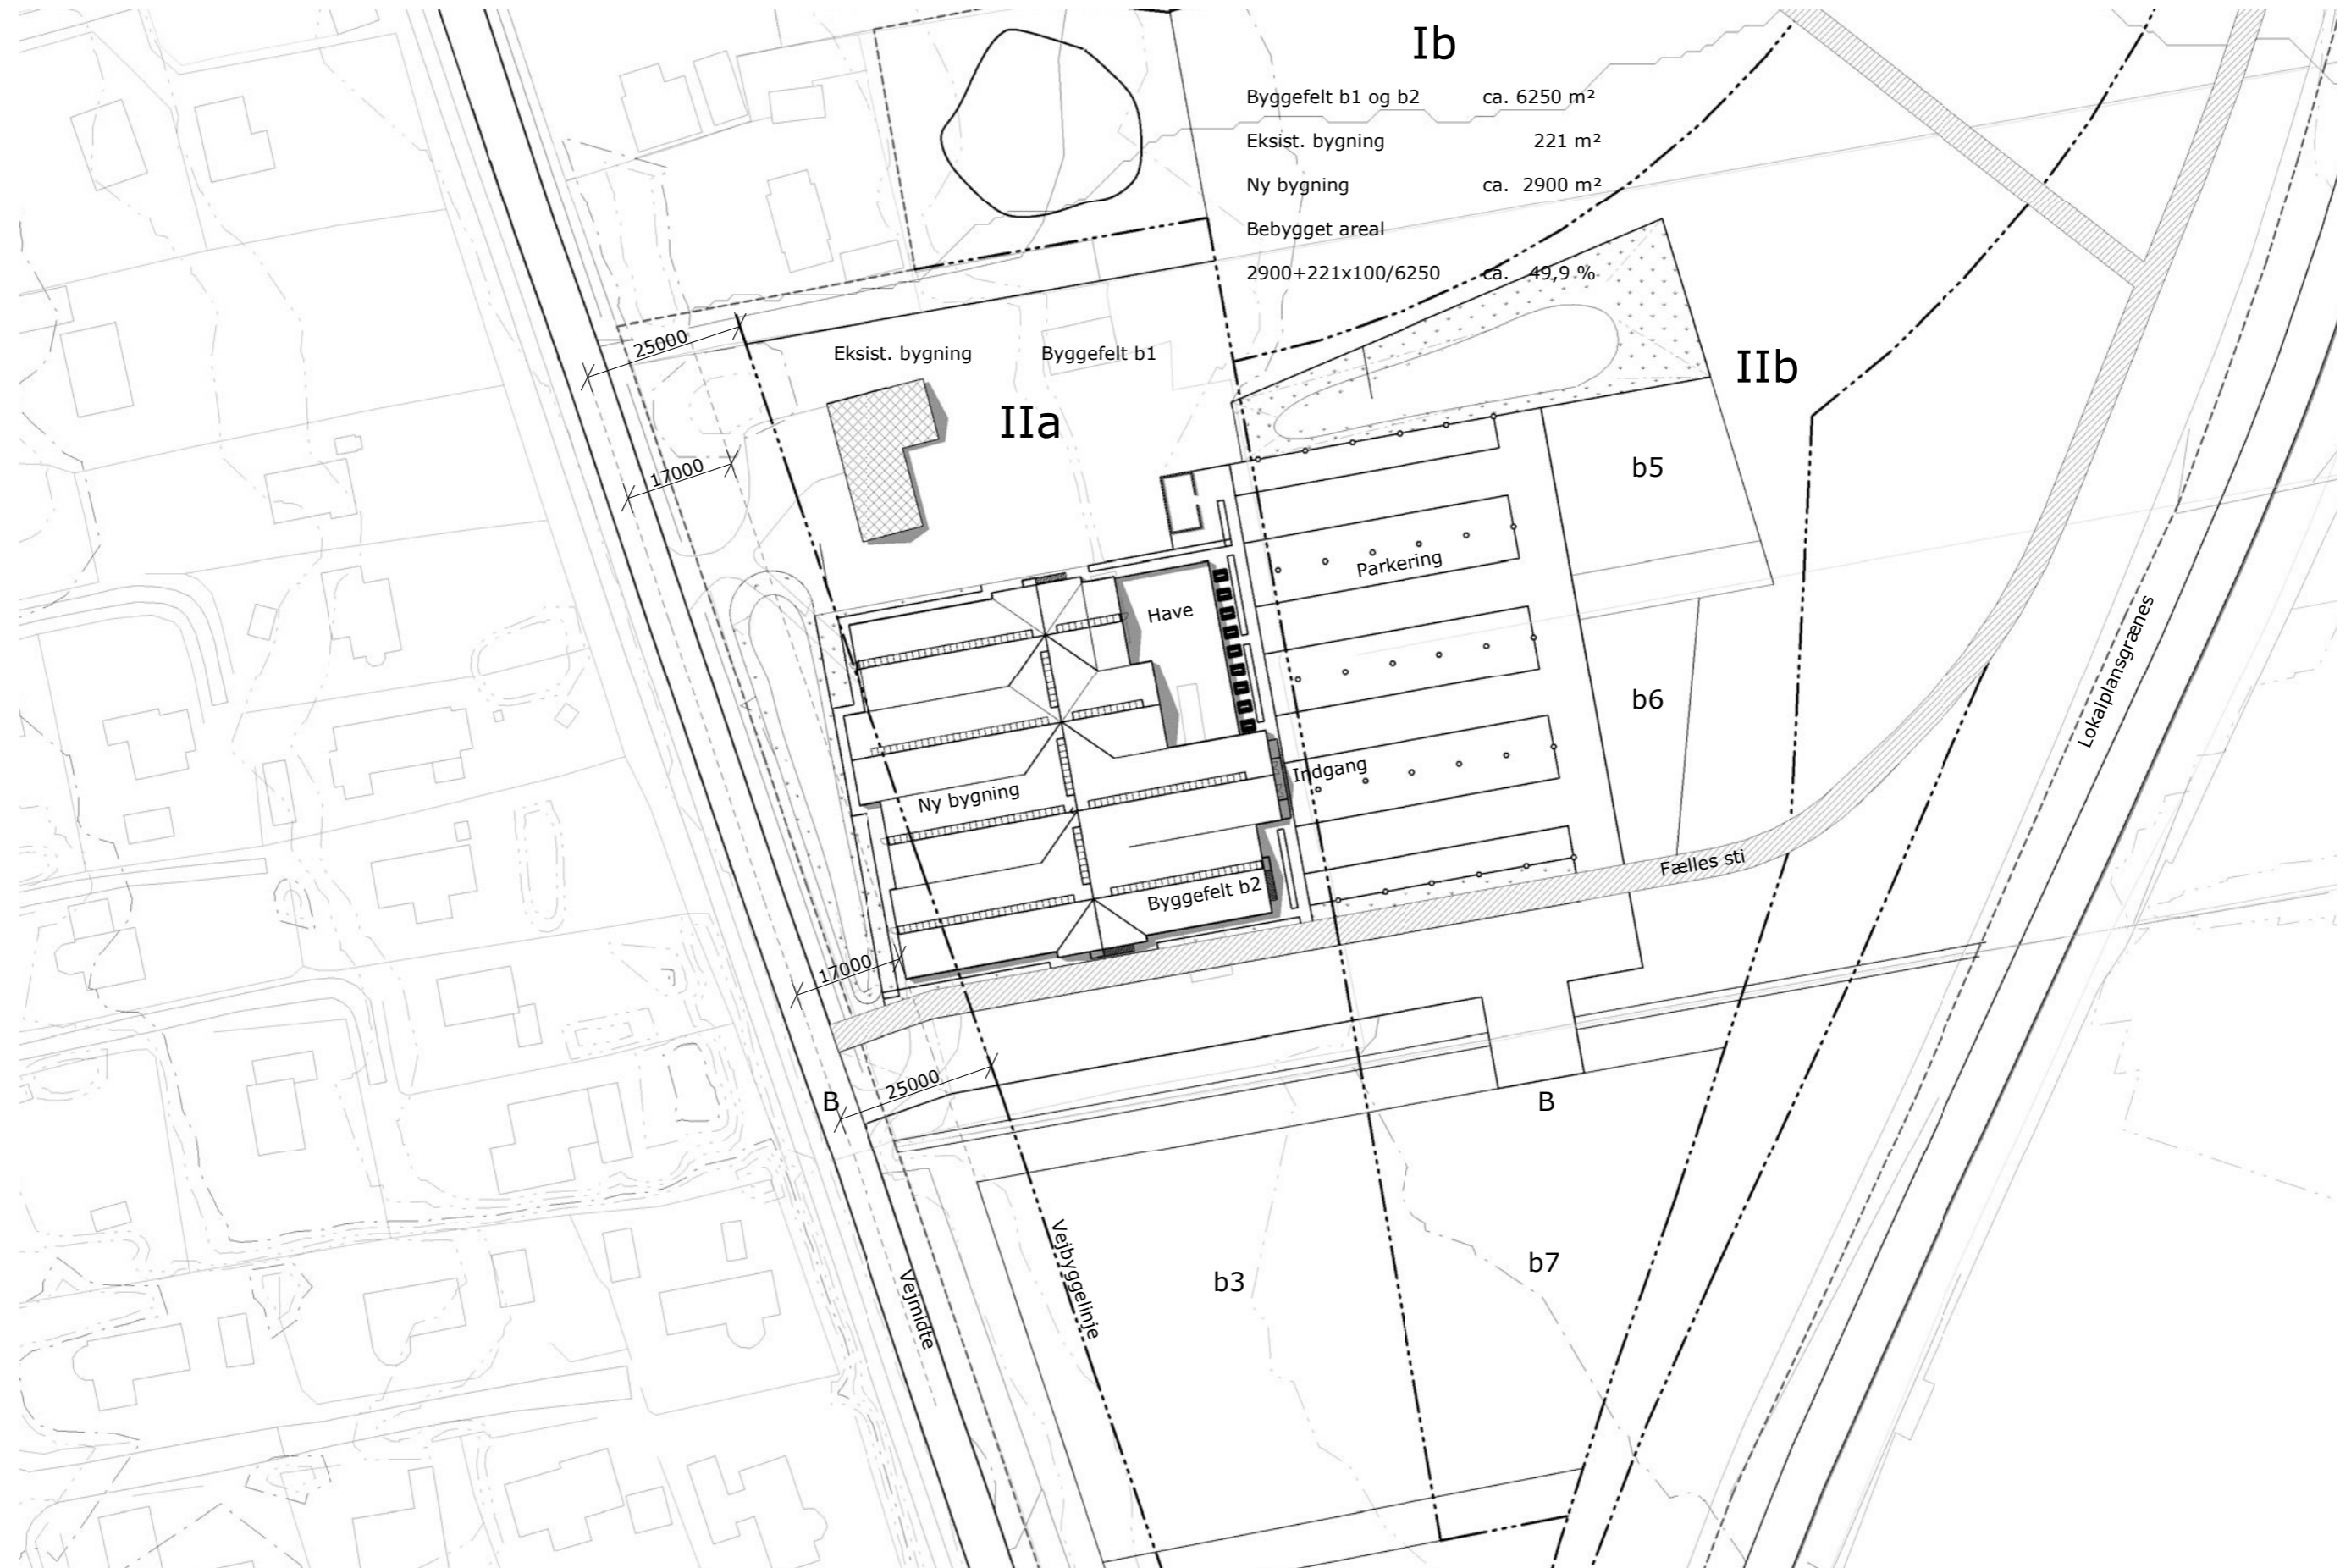 Ib
Byggefelt b1 og b2 ca. 6250 m²
Eksist. bygning 221 m²
Ny bygning ca. 2900 m²
Bebygget areal
2900+221x100/6250 ca. 49,9 %
25000
Eksist. bygning
Byggefelt b1
IIb
IIa
17000
b5
Parkering
Have
Lokalplansgrænes
b6
Indgang
Ny bygning
Fælles sti
Byggefelt b2
17000
25000
B
B
Vejbyggelinje
b7
b3
Vejmidte